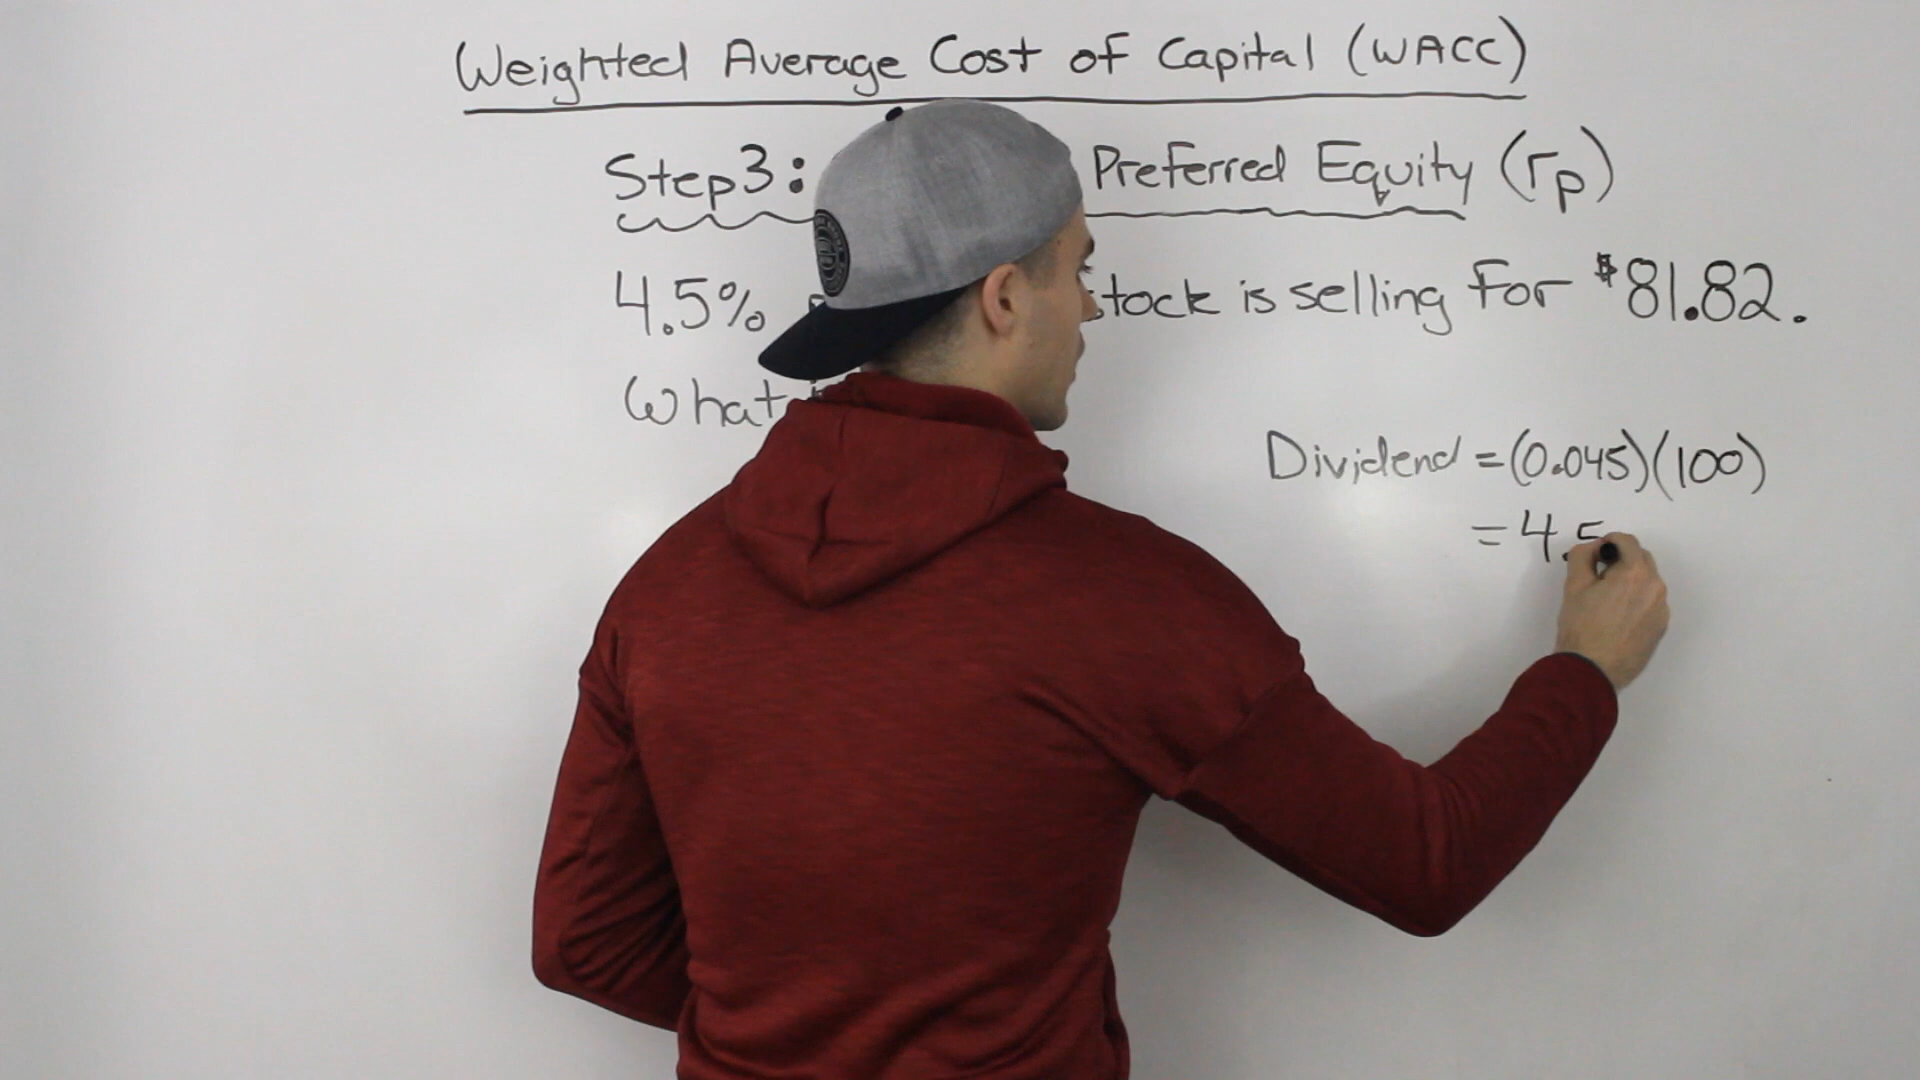 Weighted Average Cost of Capital (WACC)
Step3: Preferred Equity (rp)
4.5% stock is selling for $81.82.
What
Dividend = (0.045)(100)
= 4.5